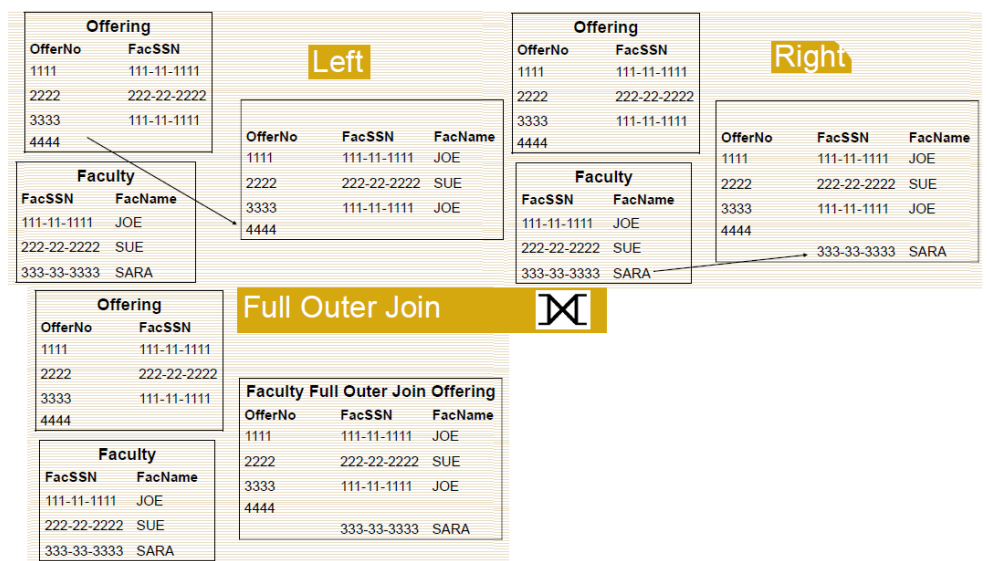 Offering
OfferNo FacSSN
1111 111-11-1111
2222 222-22-2222
3333 111-11-1111
4444
Faculty
FacSSN FacName
111-11-1111 JOE
222-22-2222 SUE
333-33-3333 SARA
Left
OfferNo FacSSN FacName
1111 111-11-1111 JOE
2222 222-22-2222 SUE
3333 111-11-1111 JOE
4444
Offering
OfferNo FacSSN
1111 111-11-1111
2222 222-22-2222
3333 111-11-1111
4444
Faculty
FacSSN FacName
111-11-1111 JOE
222-22-2222 SUE
333-33-3333 SARA
Right
OfferNo FacSSN FacName
1111 111-11-1111 JOE
2222 222-22-2222 SUE
3333 111-11-1111 JOE
4444
333-33-3333 SARA
Full Outer Join
Offering
OfferNo FacSSN
1111 111-11-1111
2222 222-22-2222
3333 111-11-1111
4444
Faculty
FacSSN FacName
111-11-1111 JOE
222-22-2222 SUE
333-33-3333 SARA
Faculty Full Outer Join Offering
OfferNo FacSSN FacName
1111 111-11-1111 JOE
2222 222-22-2222 SUE
3333 111-11-1111 JOE
4444
333-33-3333 SARA